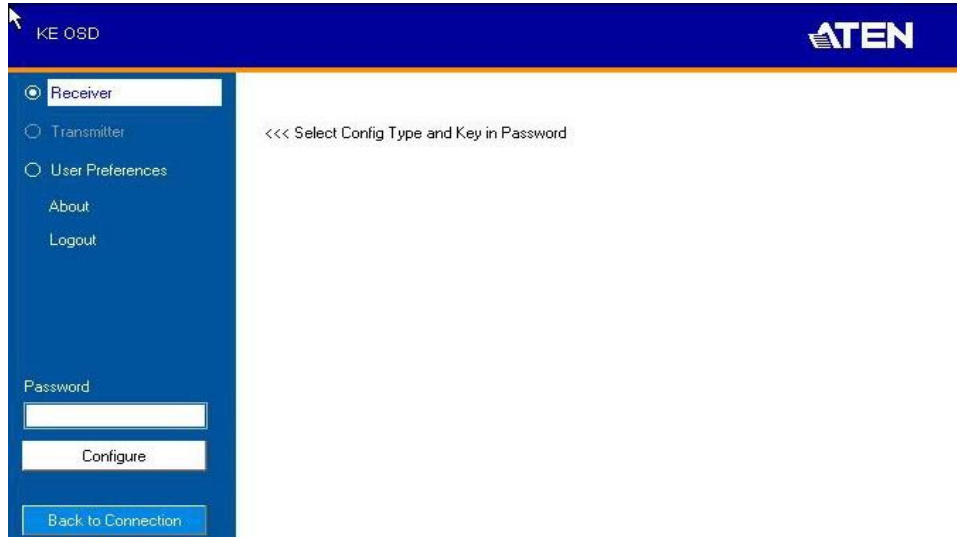 KE OSD
ATEN
Receiver
Transmitter
<<< Select Config Type and Key in Password
User Preferences
About
Logout
Password
Configure
Back to Connection